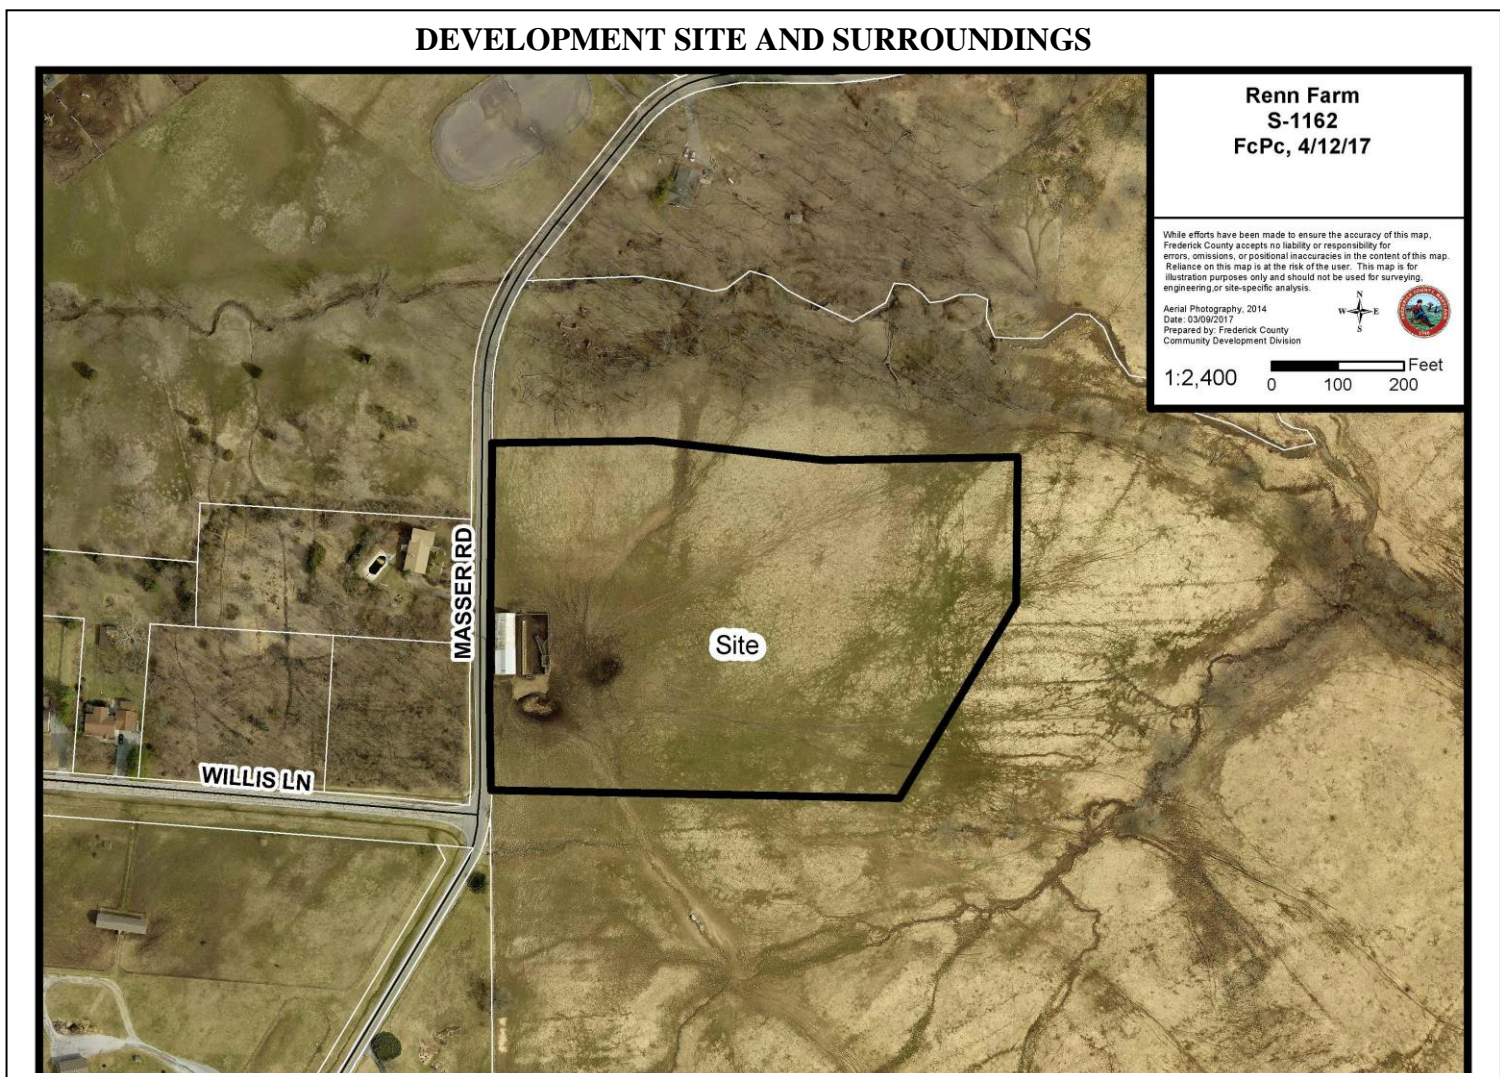 DEVELOPMENT SITE AND SURROUNDINGS
Renn Farm
S-1162
FcPc, 4/12/17
While efforts have been made to ensure the accuracy of this map,
Frederick County accepts no liability or responsibility for
errors, omissions, or positional inaccuracies in the content of this map.
Reliance on this map is at the risk of the user. This map is for
illustration purposes only and should not be used for surveying,
engineering,or site-specific analysis.
Aerial Photography, 2014
Date: 03/09/2017
Prepared by: Frederick County
Community Development Division
N
W E
S
1:2,400
Feet
0 100 200
MASSER RD
Site
WILLIS LN